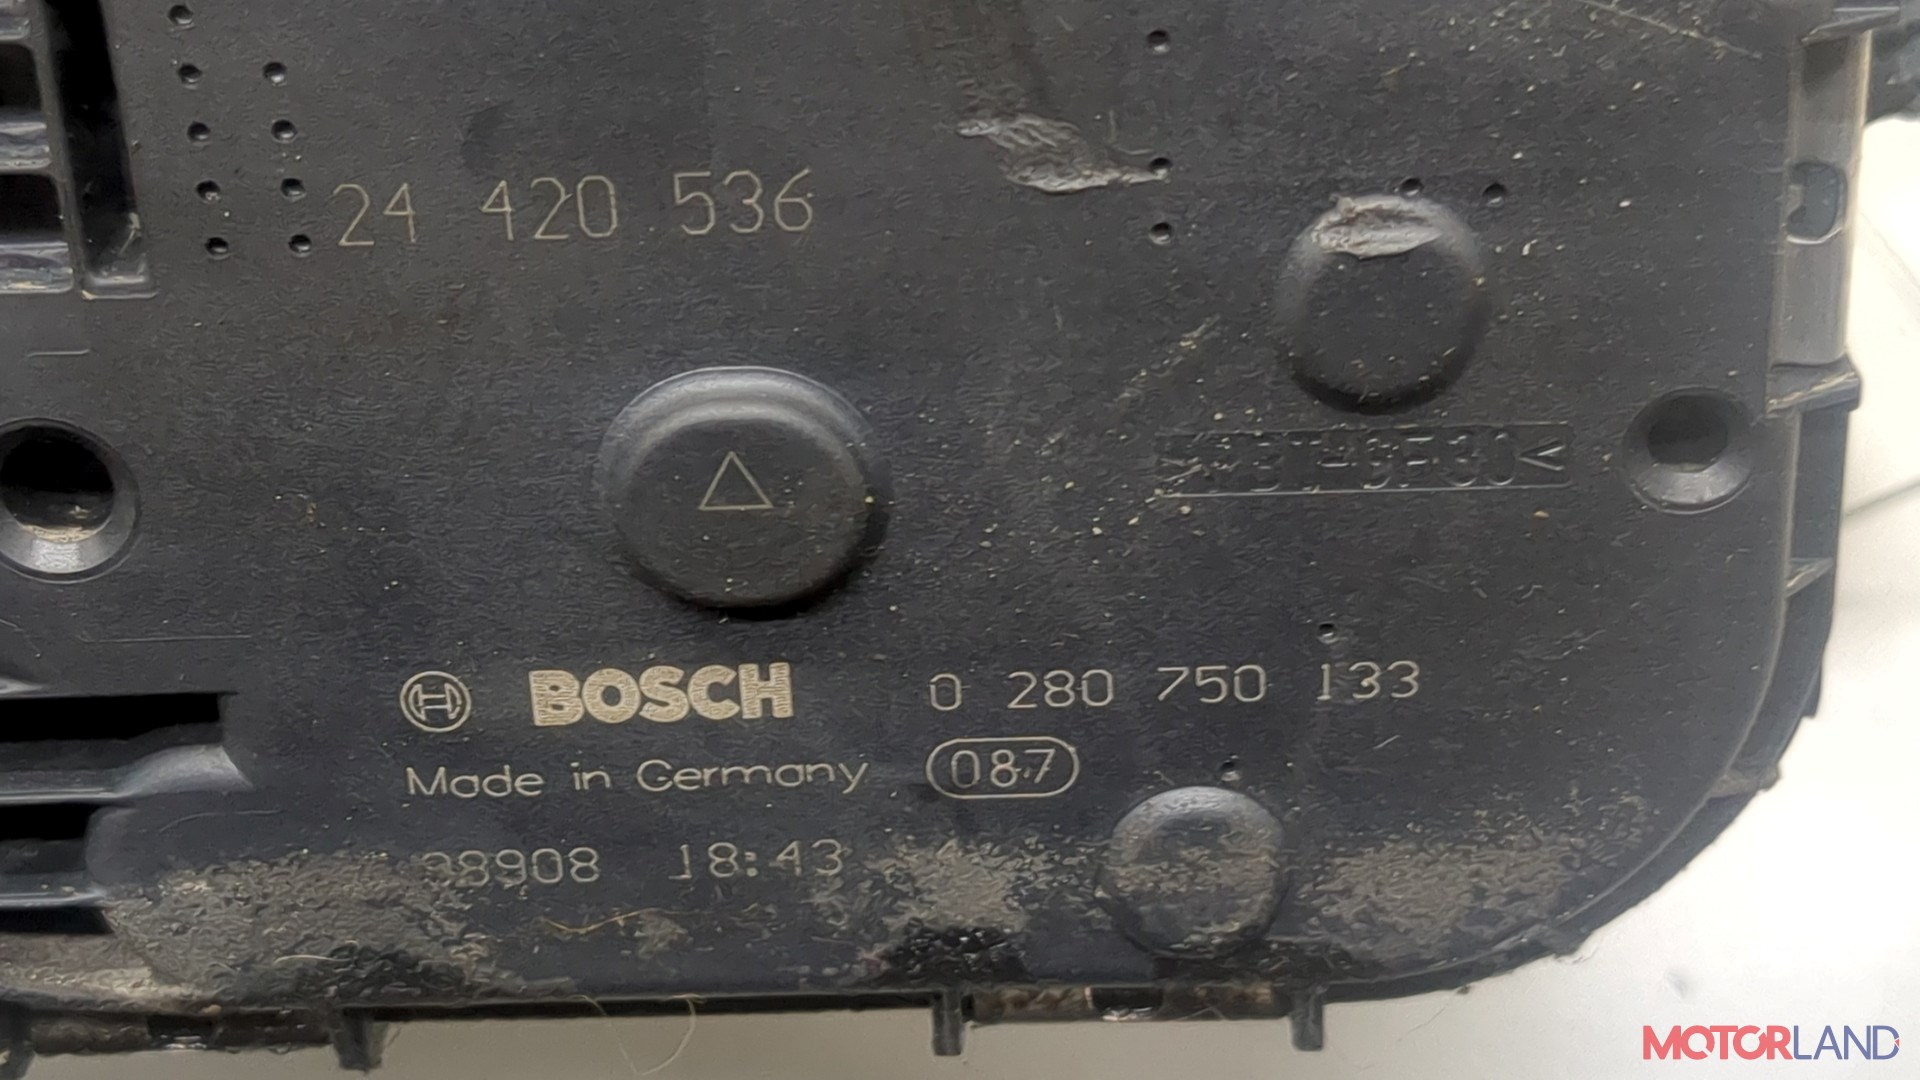 24 420 536
BOSCH 0 280 750 133
Made in Germany 087
18:43
MOTORLAND